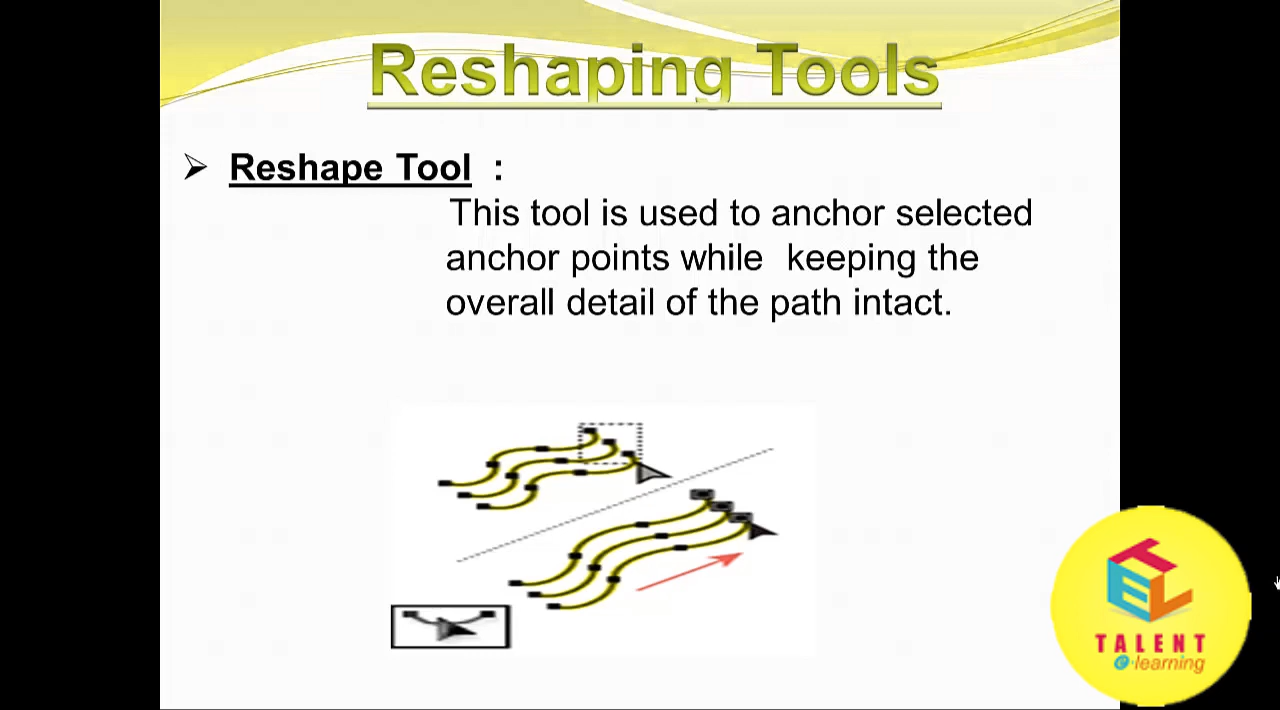 Reshaping Tools
Reshape Tool :
This tool is used to anchor selected
anchor points while keeping the
overall detail of the path intact.
TEL
TALENT
e-learning